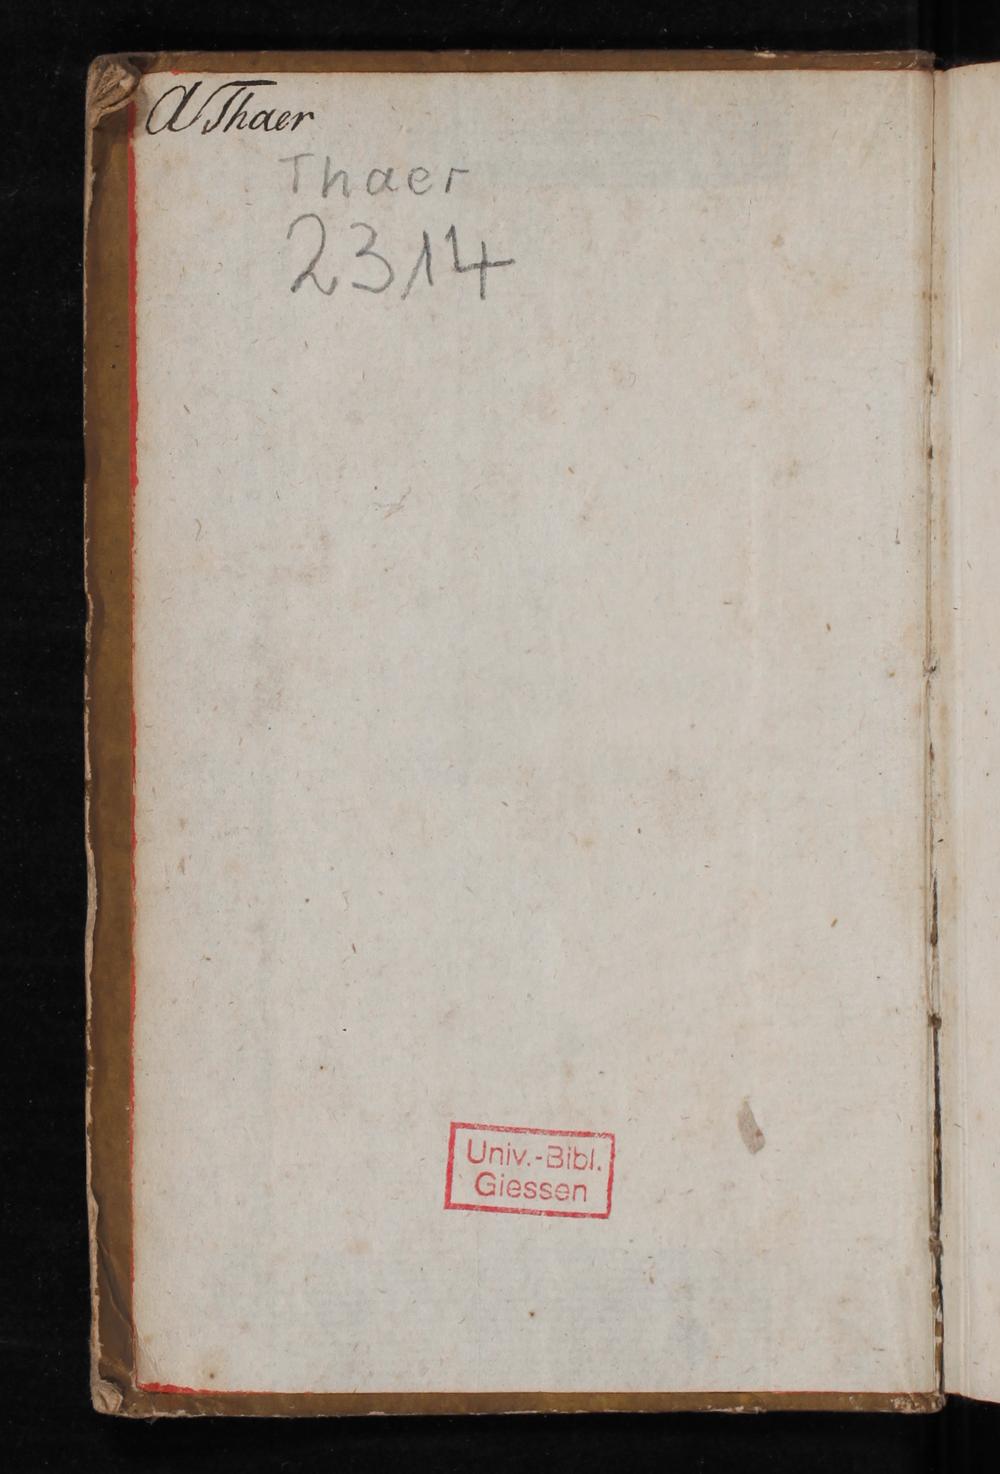 A Thaer
Thaer
2314
Univ.-Bibl.
Giessen